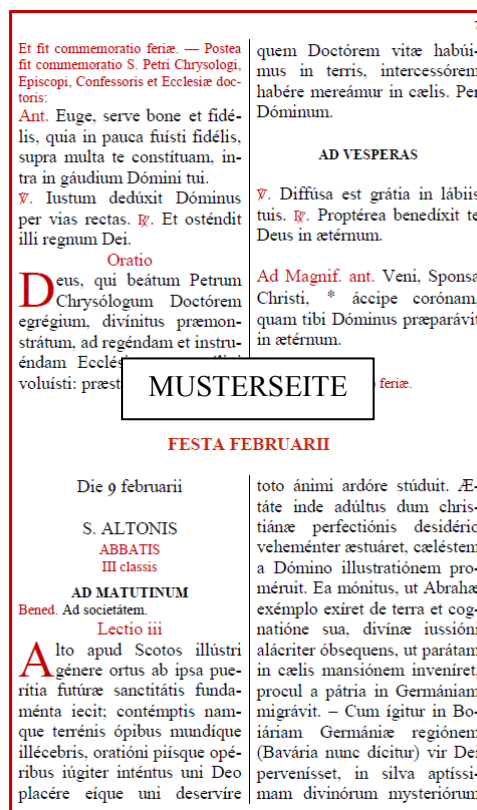 Et fit commemoratio feriæ. — Postea
fit commemoratio S. Petri Chrysologi,
Episcopi, Confessoris et Ecclesiæ doc-
toris:
Ant. Euge, serve bone et fidé-
lis, quia in pauca fuísti fidélis,
supra multa te constítuam, in-
tra in gáudium Dómini tui.
℣. Iustum dedúxit Dóminus
per vias rectas. ℟. Et osténdit
illi regnum Dei.
Oratio
Deus, qui beátum Petrum
Chrysólogum Doctórem
egrégium, divínitus præmon-
strátum, ad regéndam et instru-
éndam
voluísti:
quem Doctórem vitæ habúi-
mus in terris, intercessórem
habére mereámur in cælis. Per
Dóminum.
AD VESPERAS
℣. Diffúsa est grátia in lábiis
tuis. ℟. Proptérea benedíxit te
Deus in ætérnum.
Ad Magnif. ant. Veni, Sponsa
Christi, * áccipe corónam,
quam tibi Dóminus præparávit
in ætérnum.
feriæ.
MUSTERSEITE
FESTA FEBRUARII
Die 9 februarii
S. ALTONIS
ABBATIS
III classis
AD MATUTINUM
Bened. Ad societátem.
Lectio iii
Alto apud Scotos illústri
génere ortus ab ipsa pue-
rítia futúræ sanctitátis funda-
ménta iecit; contémptis nam-
que terrénis ópibus mundíque
illécebris, oratióni piísque opé-
ribus iúgiter inténtus uni Deo
placére eíque uni deservíre
toto ánimi ardóre stúduit. Æ-
táte inde adúltus dum chris-
tiánæ perfectiónis desidério
veheménter æstuáret, cæléstem
a Dómino illustratiónem pro-
méruit. Ea mónitus, ut Abrahæ
exémplo exíret de terra et cog-
natióne sua, divínæ iussióni
alácriter óbsequens, ut parátam
in cælis mansiónem inveníret,
procul a pátria in Germániam
migrávit. – Cum ígitur in Bo-
iáriam Germániæ regiónem
(Bavária nunc dícitur) vir Dei
pervenísset, in silva aptíssi-
mam divinórum mysteriórum